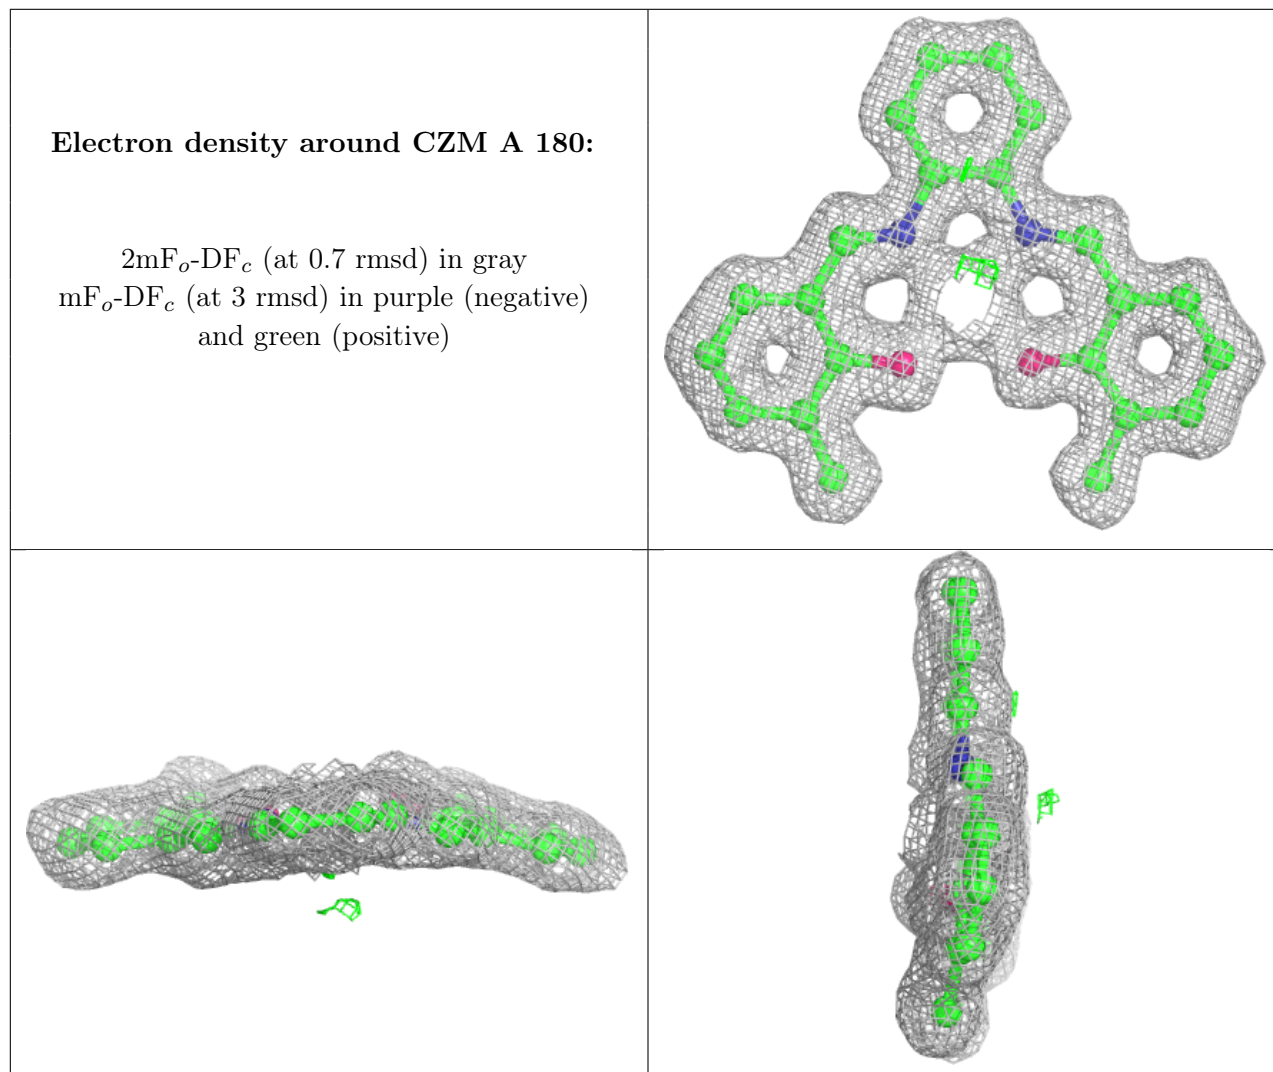 Electron density around CZM A 180:
2mFₒ-DF𝒸 (at 0.7 rmsd) in gray
mFₒ-DF𝒸 (at 3 rmsd) in purple (negative)
and green (positive)